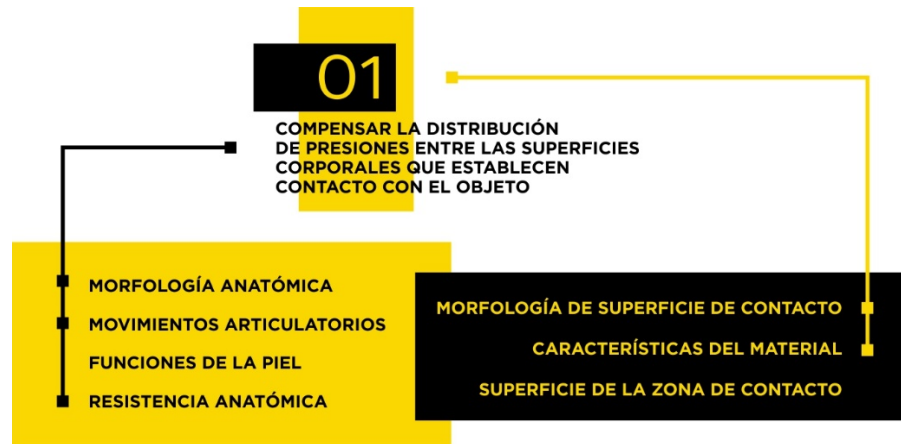 01
COMPENSAR LA DISTRIBUCIÓN
DE PRESIONES ENTRE LAS SUPERFICIES
CORPORALES QUE ESTABLECEN
CONTACTO CON EL OBJETO
MORFOLOGÍA ANATÓMICA
MOVIMIENTOS ARTICULATORIOS
FUNCIONES DE LA PIEL
RESISTENCIA ANATÓMICA
MORFOLOGÍA DE SUPERFICIE DE CONTACTO
CARACTERÍSTICAS DEL MATERIAL
SUPERFICIE DE LA ZONA DE CONTACTO